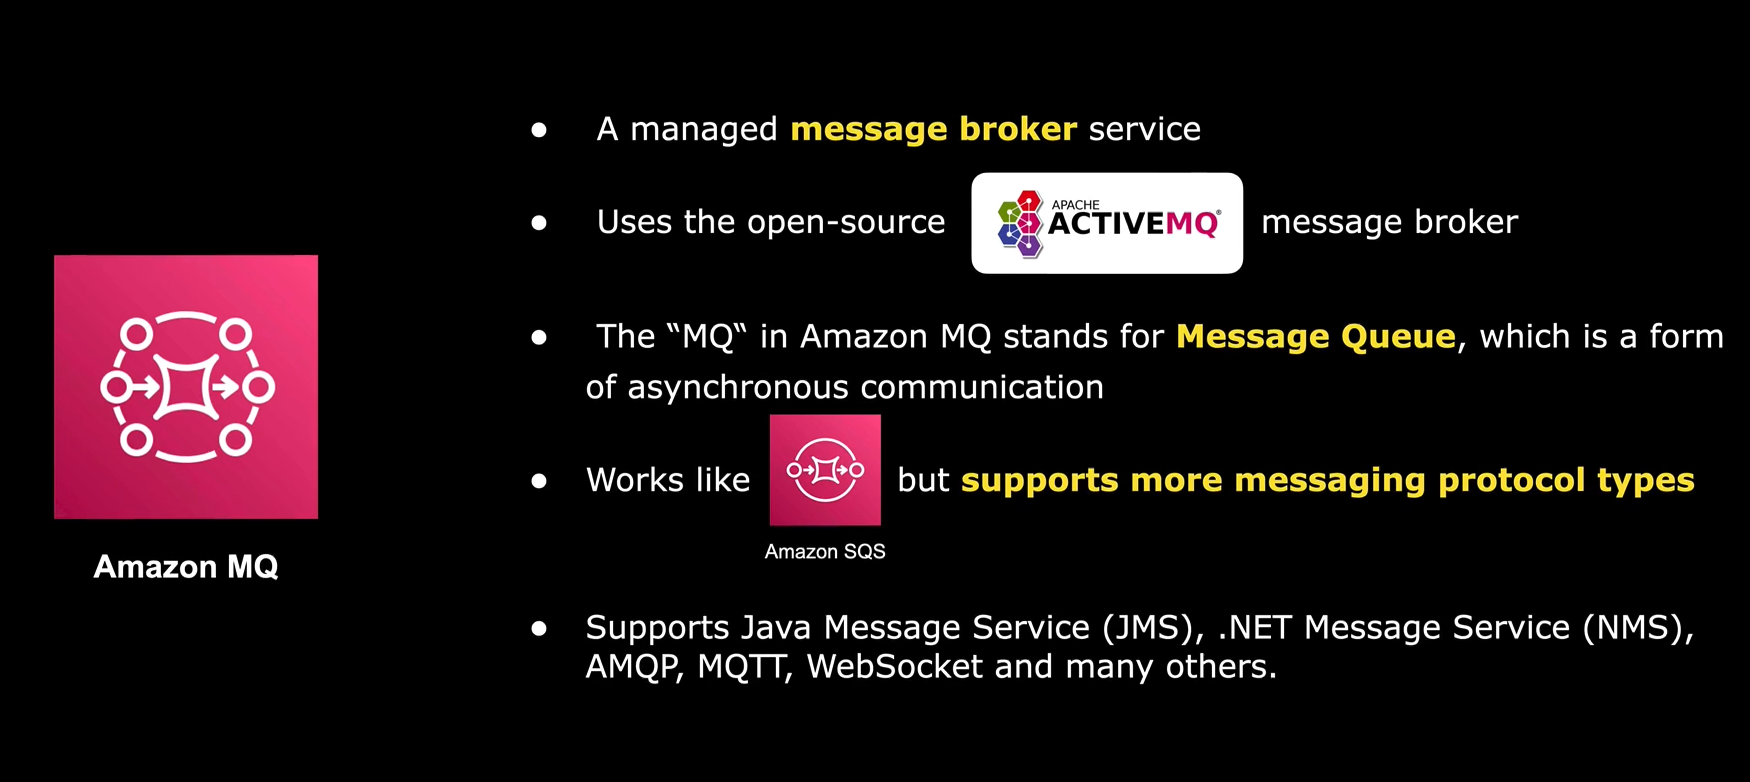 ● A managed message broker service
● Uses the open-source APACHE ACTIVEMQ® message broker
● The “MQ“ in Amazon MQ stands for Message Queue, which is a form
of asynchronous communication
● Works like Amazon SQS but supports more messaging protocol types
● Supports Java Message Service (JMS), .NET Message Service (NMS),
AMQP, MQTT, WebSocket and many others.
Amazon MQ